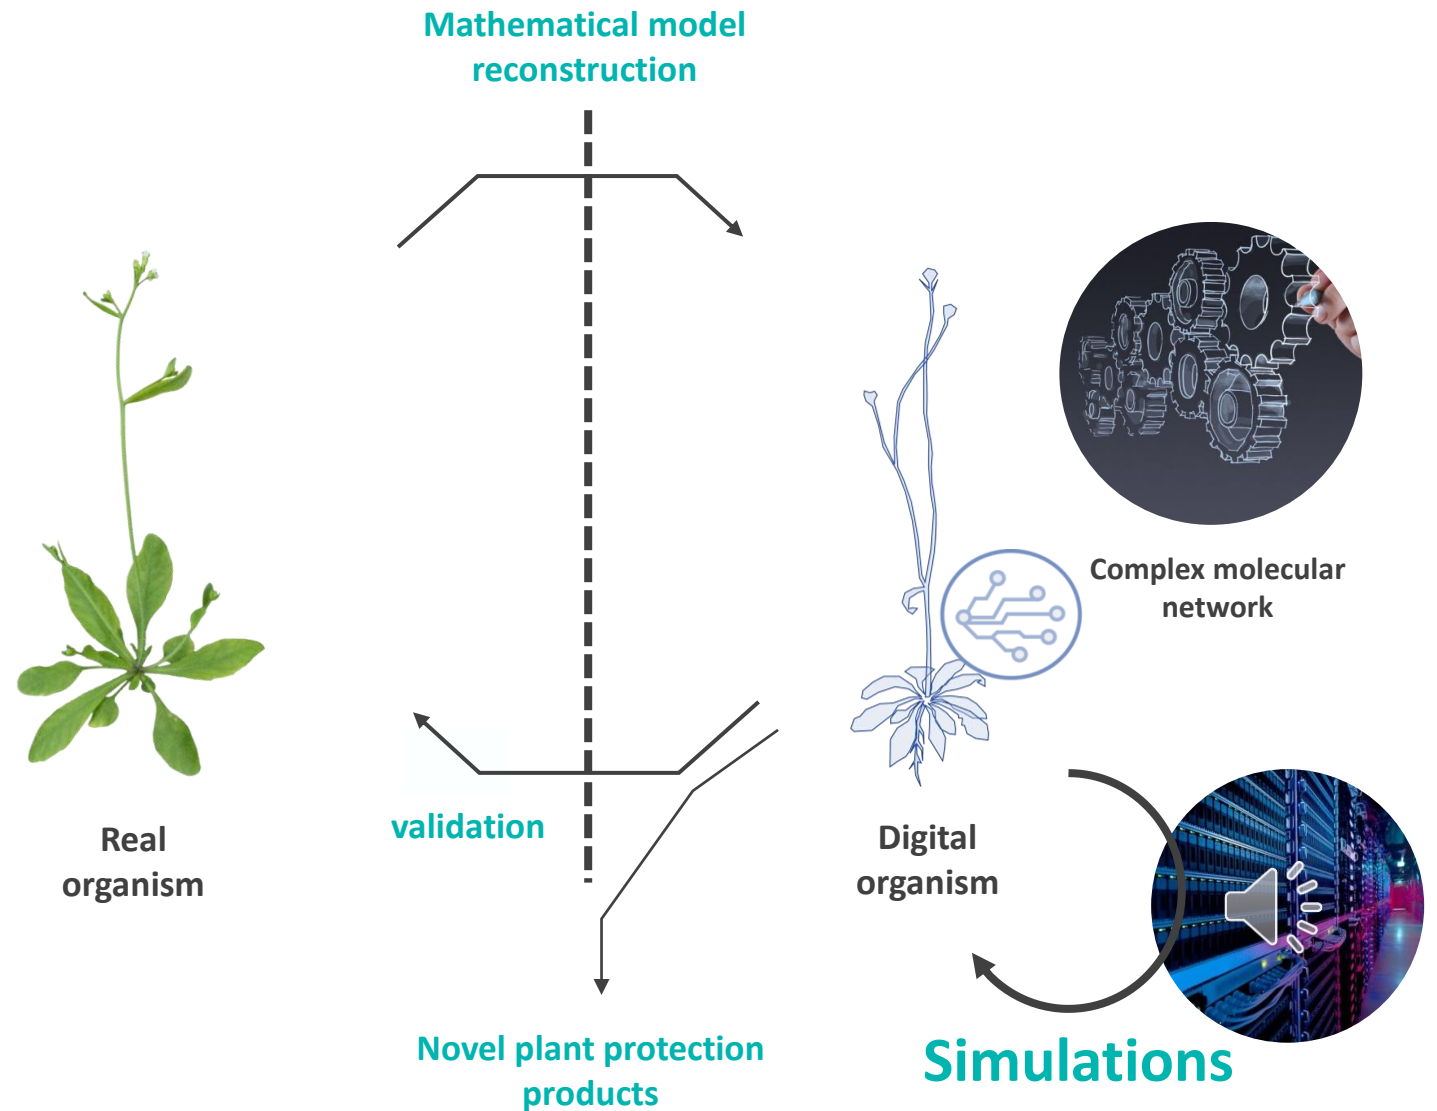 Mathematical model
reconstruction
Complex molecular
network
validation
Real
organism
Digital
organism
Novel plant protection
products
Simulations